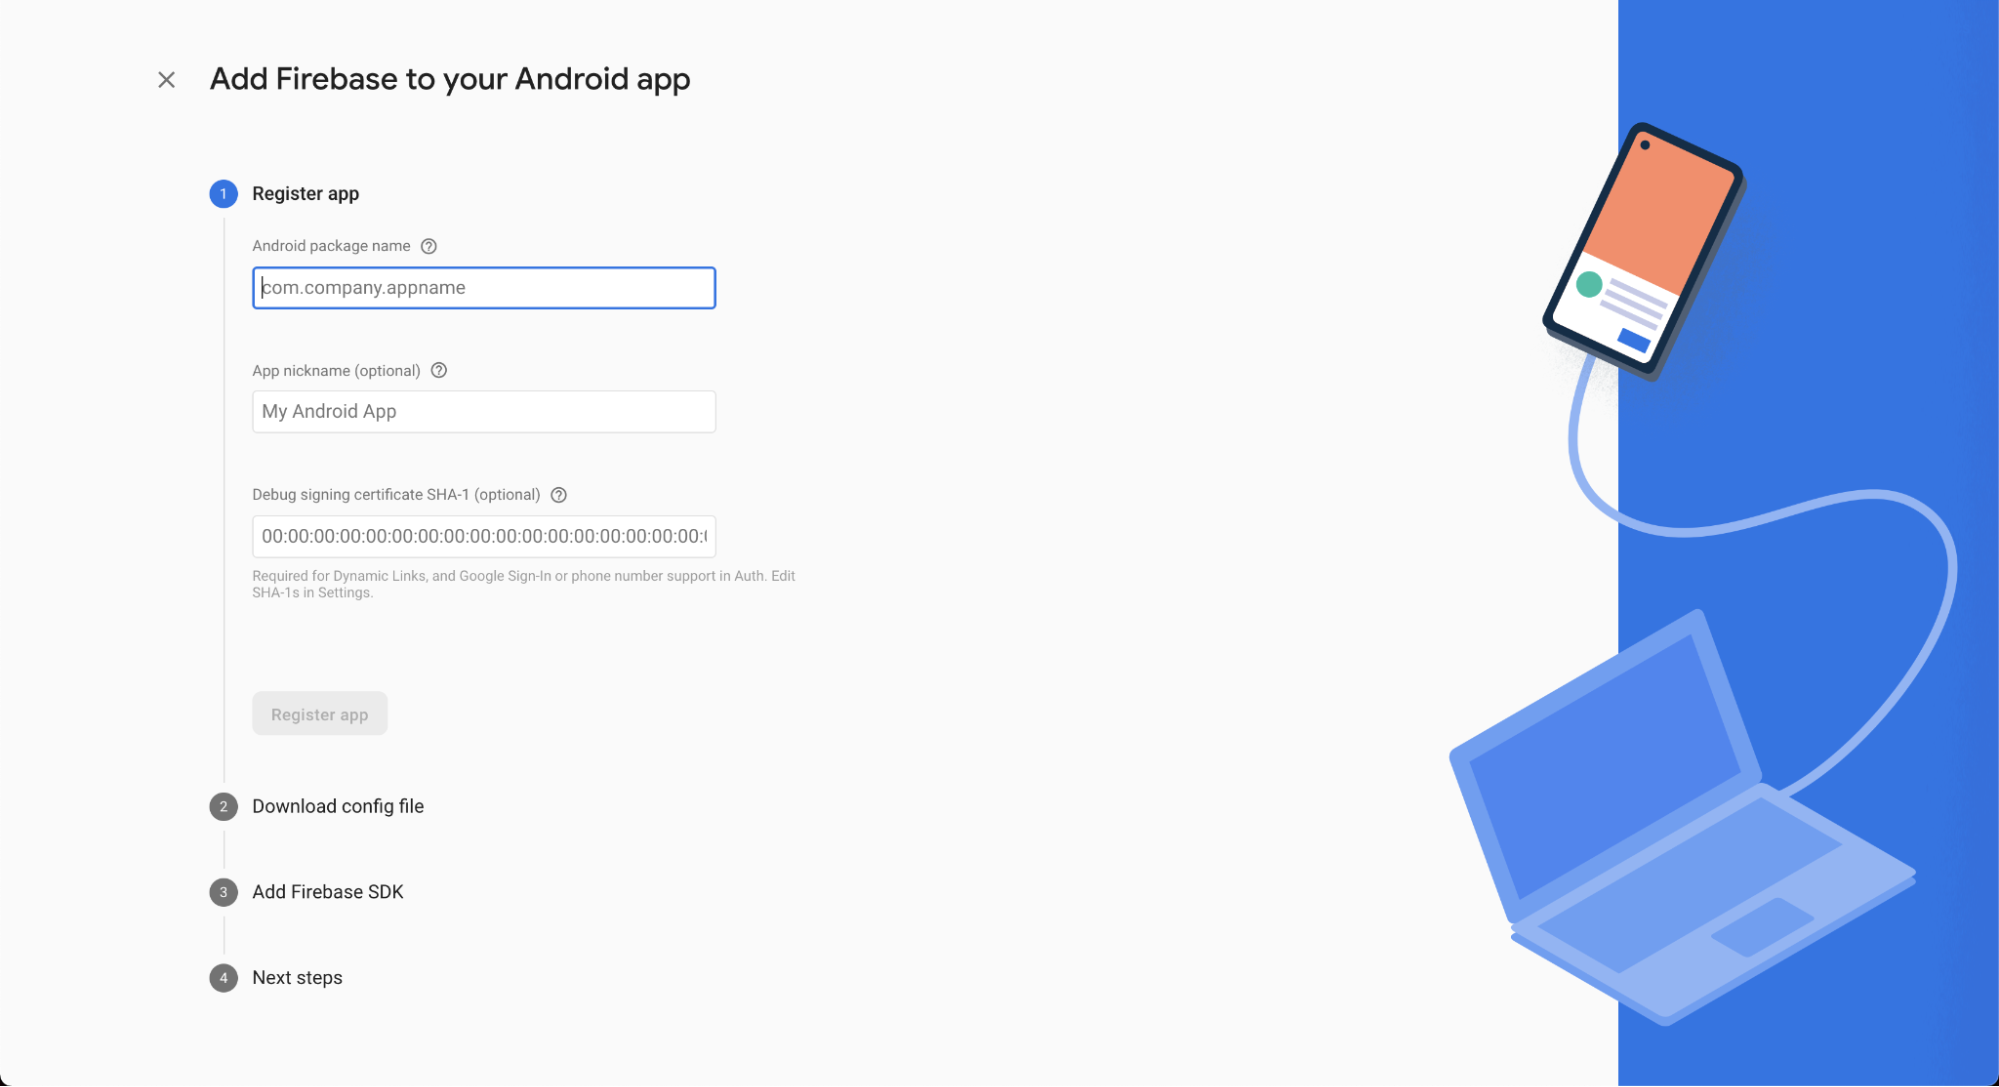 Add Firebase to your Android app
1 Register app
Android package name
com.company.appname
App nickname (optional)
My Android App
Debug signing certificate SHA-1 (optional)
00:00:00:00:00:00:00:00:00:00:00:00:00:00:00:00:00:
Required for Dynamic Links, and Google Sign-In or phone number support in Auth. Edit
SHA-1s in Settings.
Register app
2 Download config file
3 Add Firebase SDK
4 Next steps